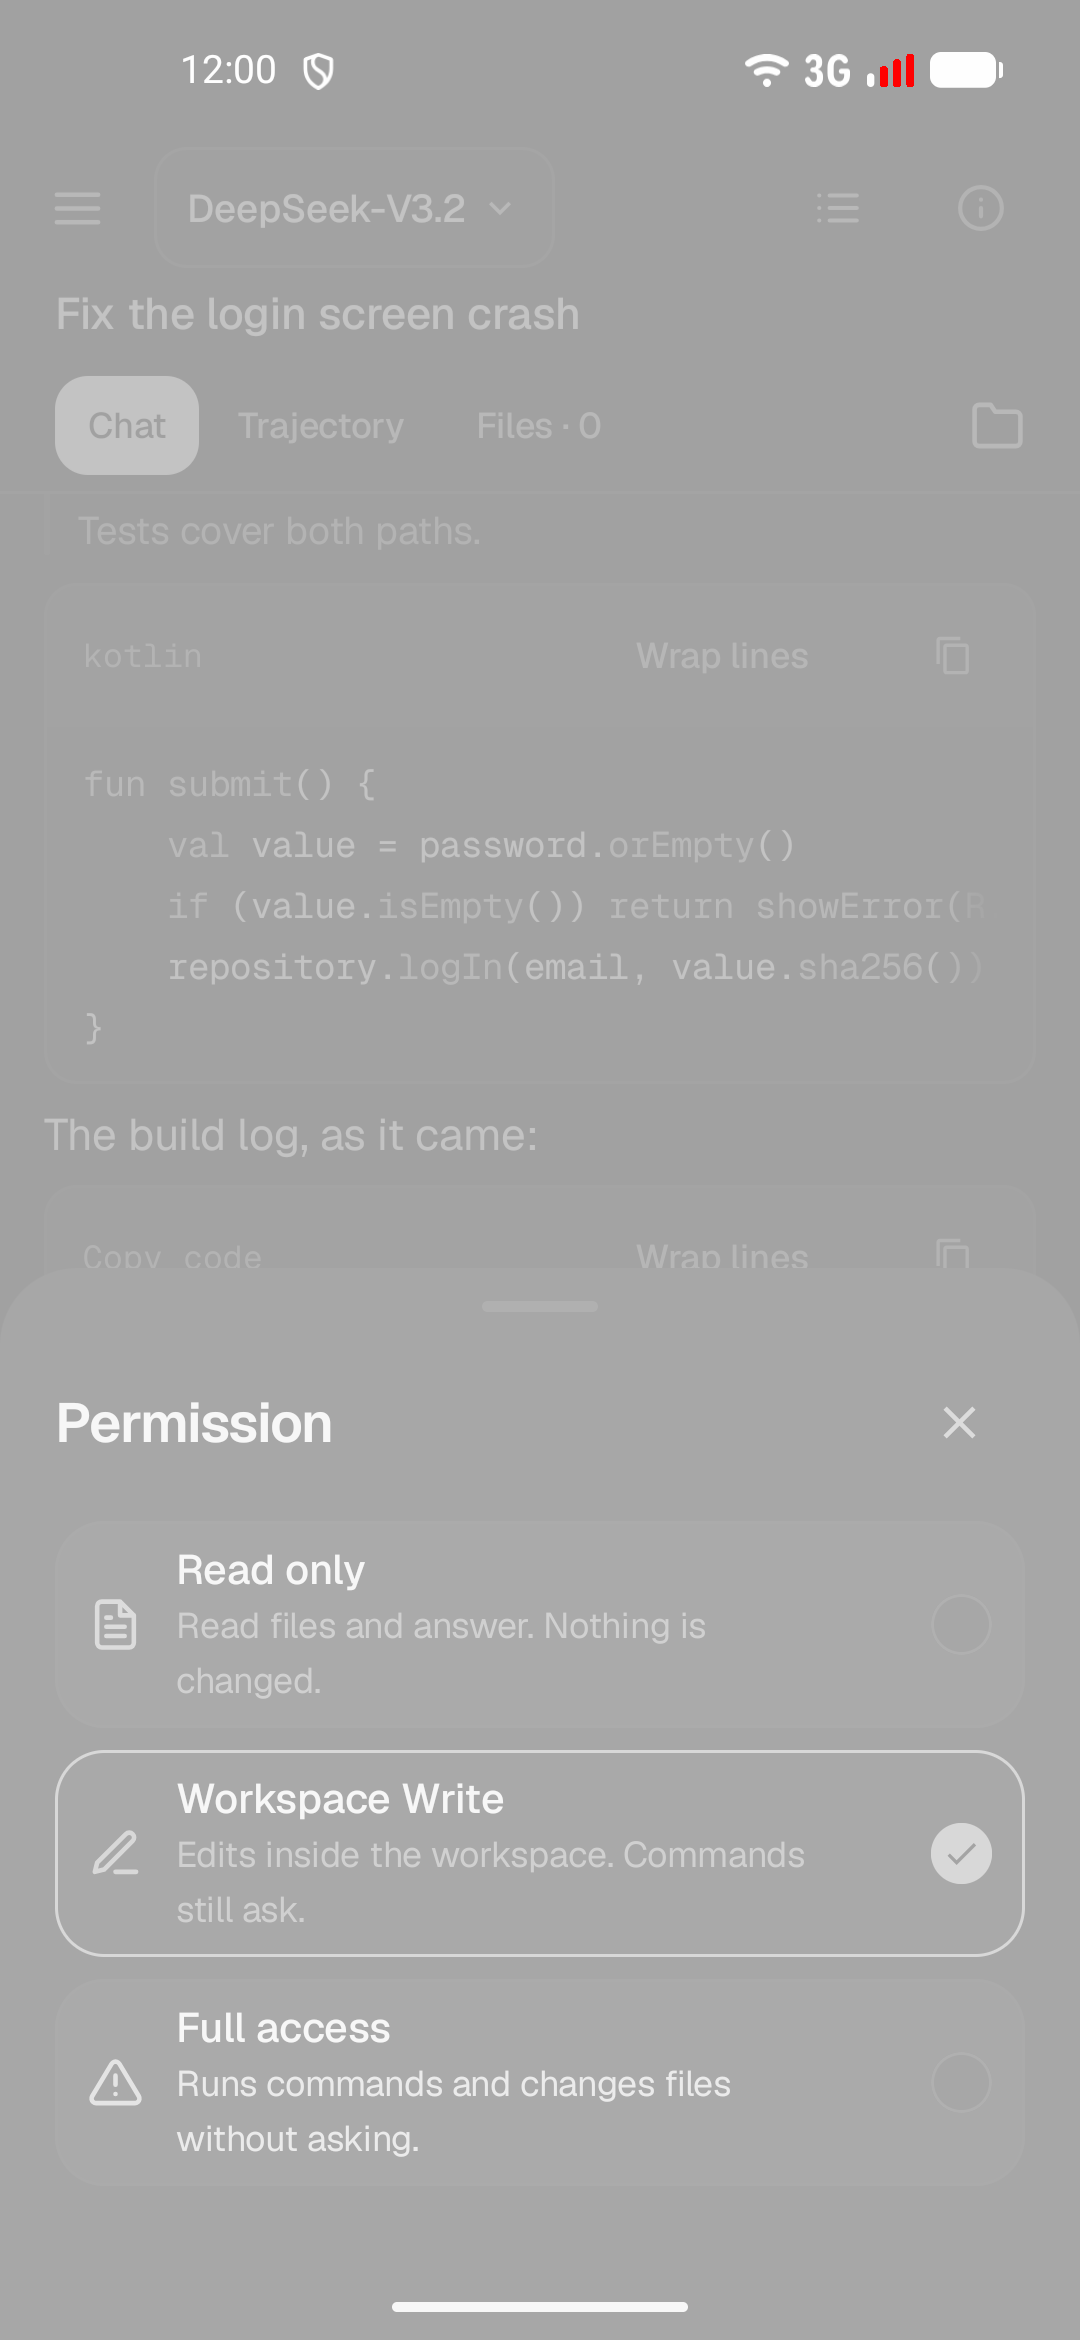 12:00
3G
DeepSeek-V3.2
Fix the login screen crash
Chat
Trajectory
Files · 0
Tests cover both paths.
kotlin
Wrap lines
fun submit() {
    val value = password.orEmpty()
    if (value.isEmpty()) return showError(R
    repository.logIn(email, value.sha256())
}
The build log, as it came:
Copy code
Wrap lines
Permission
Read only
Read files and answer. Nothing is
changed.
Workspace Write
Edits inside the workspace. Commands
still ask.
Full access
Runs commands and changes files
without asking.